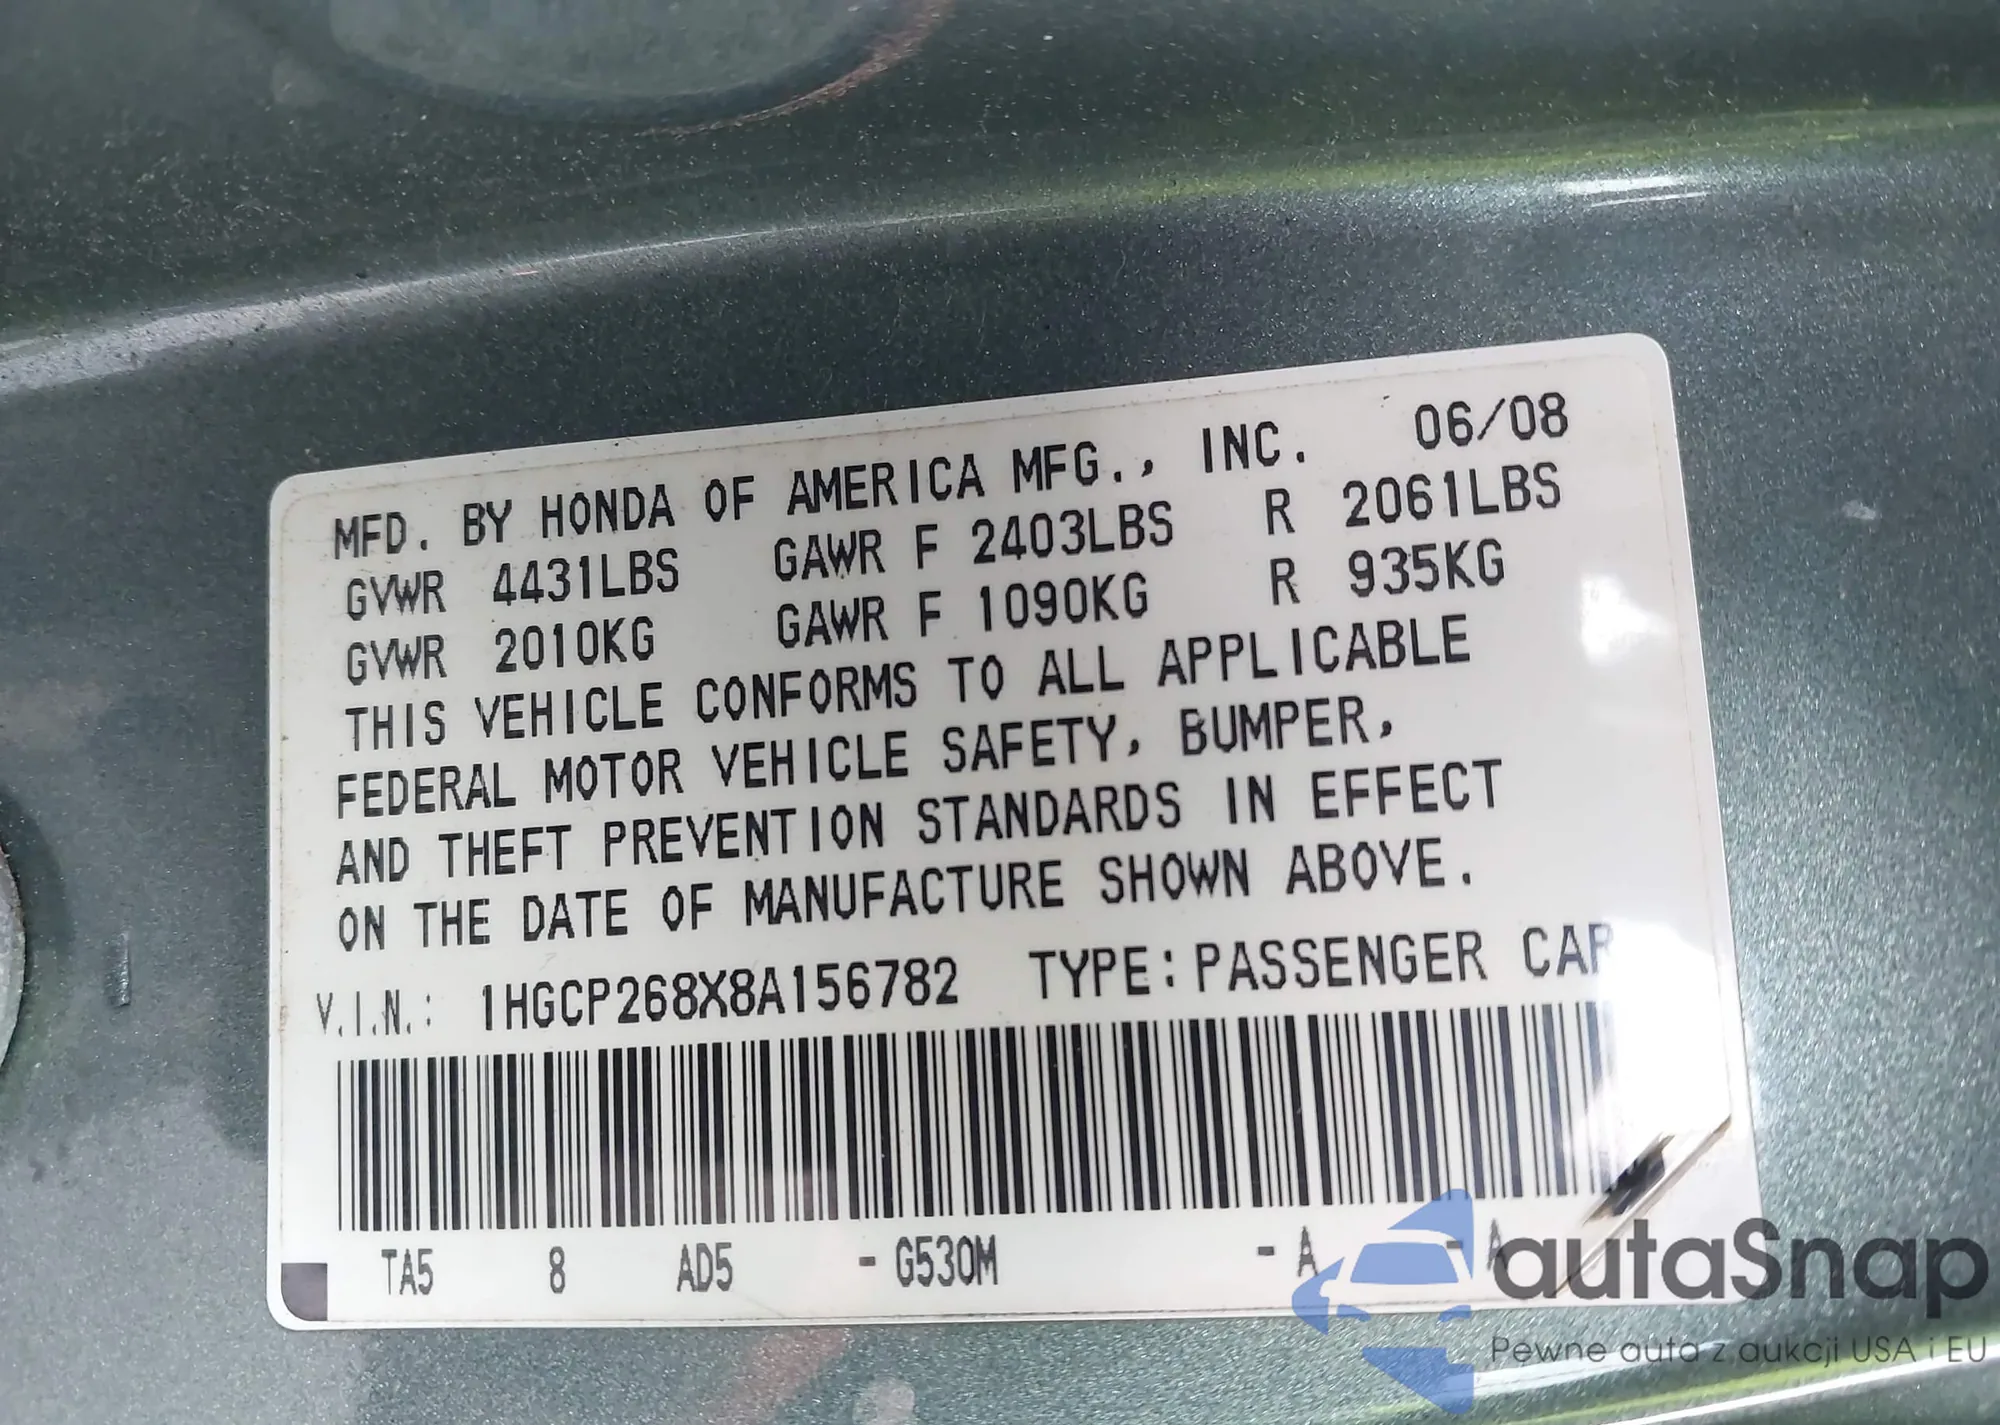 MFD. BY HONDA OF AMERICA MFG., INC. 06/08
GVWR 4431LBS GAWR F 2403LBS R 2061LBS
GVWR 2010KG GAWR F 1090KG R 935KG
THIS VEHICLE CONFORMS TO ALL APPLICABLE
FEDERAL MOTOR VEHICLE SAFETY, BUMPER,
AND THEFT PREVENTION STANDARDS IN EFFECT
ON THE DATE OF MANUFACTURE SHOWN ABOVE.
V.I.N.: 1HGCP268X8A156782 TYPE: PASSENGER CAR
TA5 8 AD5 - G530M - A - A
autaSnap
Pewne auta z aukcji USA i EU